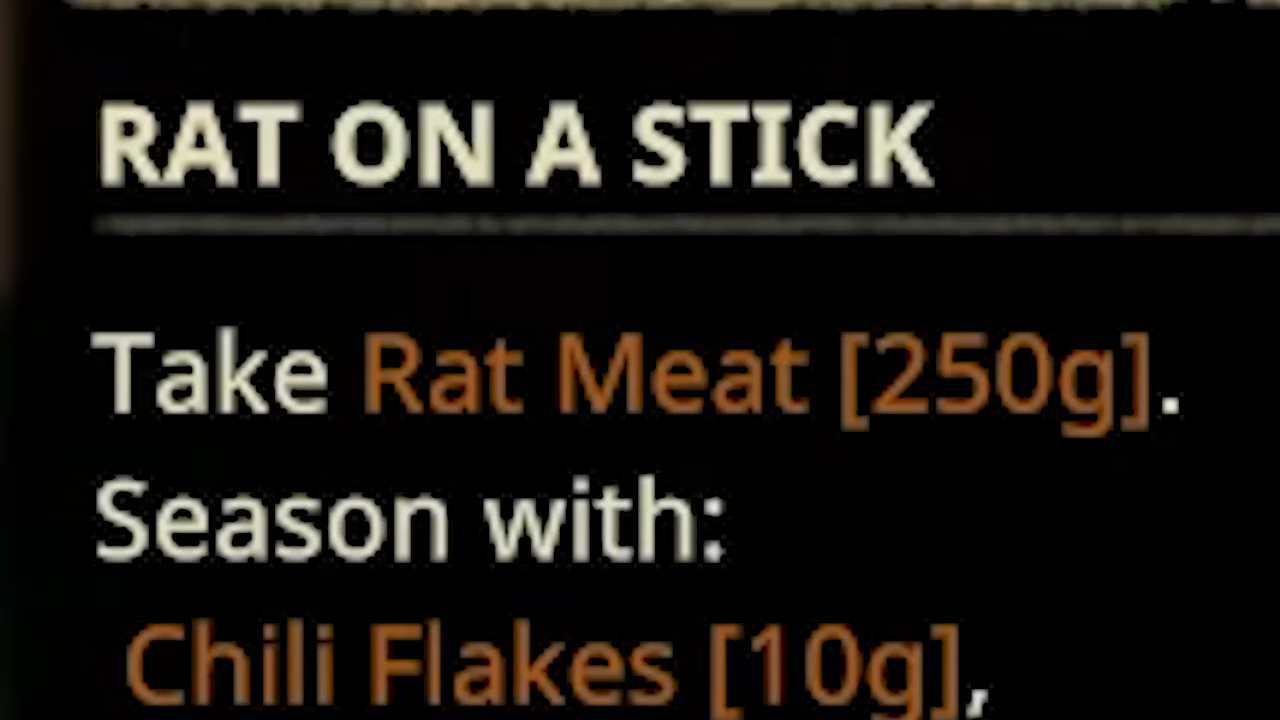 RAT ON A STICK
Take Rat Meat [250g].
Season with:
Chili Flakes [10g],